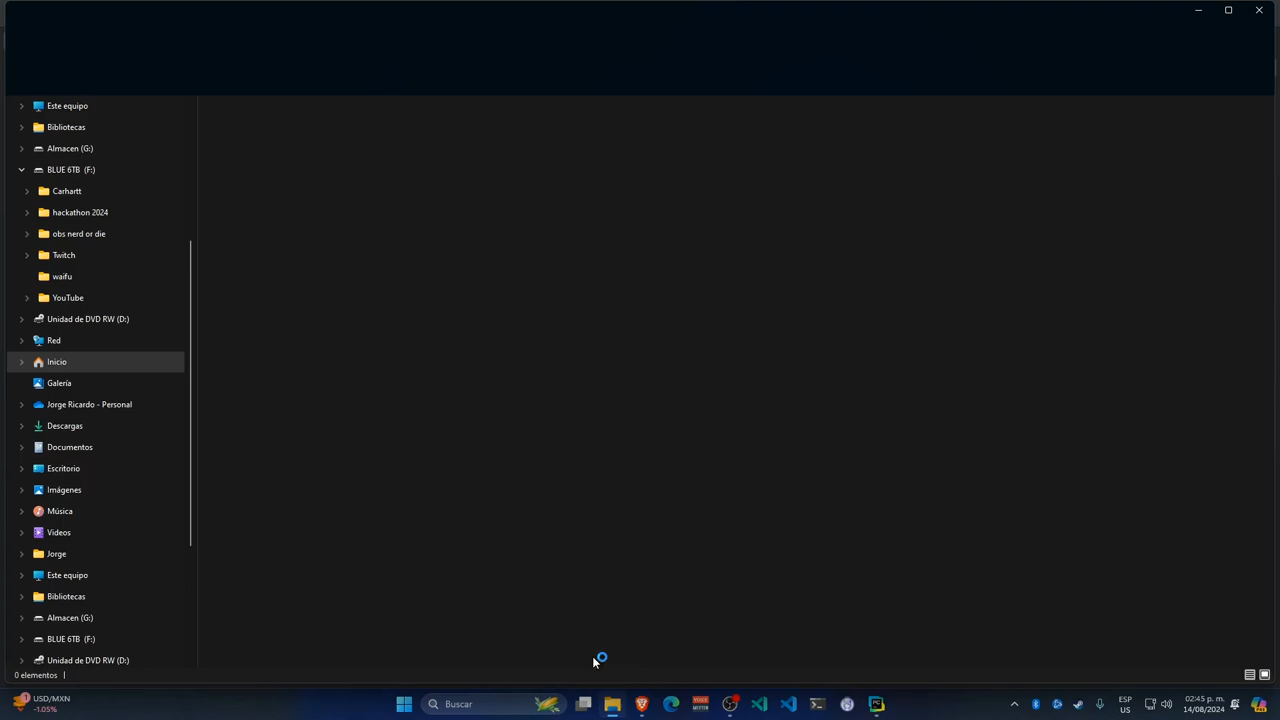 Este equipo
Bibliotecas
Almacen (G:)
BLUE 6TB (F:)
Carhartt
hackathon 2024
obs nerd or die
Twitch
waifu
YouTube
Unidad de DVD RW (D:)
Red
Inicio
Galería
Jorge Ricardo - Personal
Descargas
Documentos
Escritorio
Imágenes
Música
Videos
Jorge
Este equipo
Bibliotecas
Almacen (G:)
BLUE 6TB (F:)
Unidad de DVD RW (D:)
0 elementos
1
USD/MXN
-1.05%
Buscar
PC
ESP
US
02:45 p. m.
14/08/2024